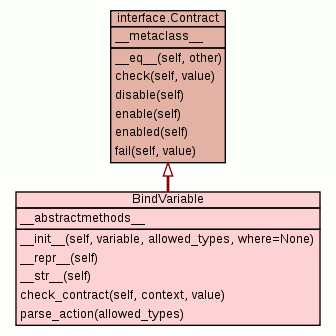 interface.Contract
__metaclass__
__eq__(self, other)
check(self, value)
disable(self)
enable(self)
enabled(self)
fail(self, value)
BindVariable
__abstractmethods__
__init__(self, variable, allowed_types, where=None)
__repr__(self)
__str__(self)
check_contract(self, context, value)
parse_action(allowed_types)